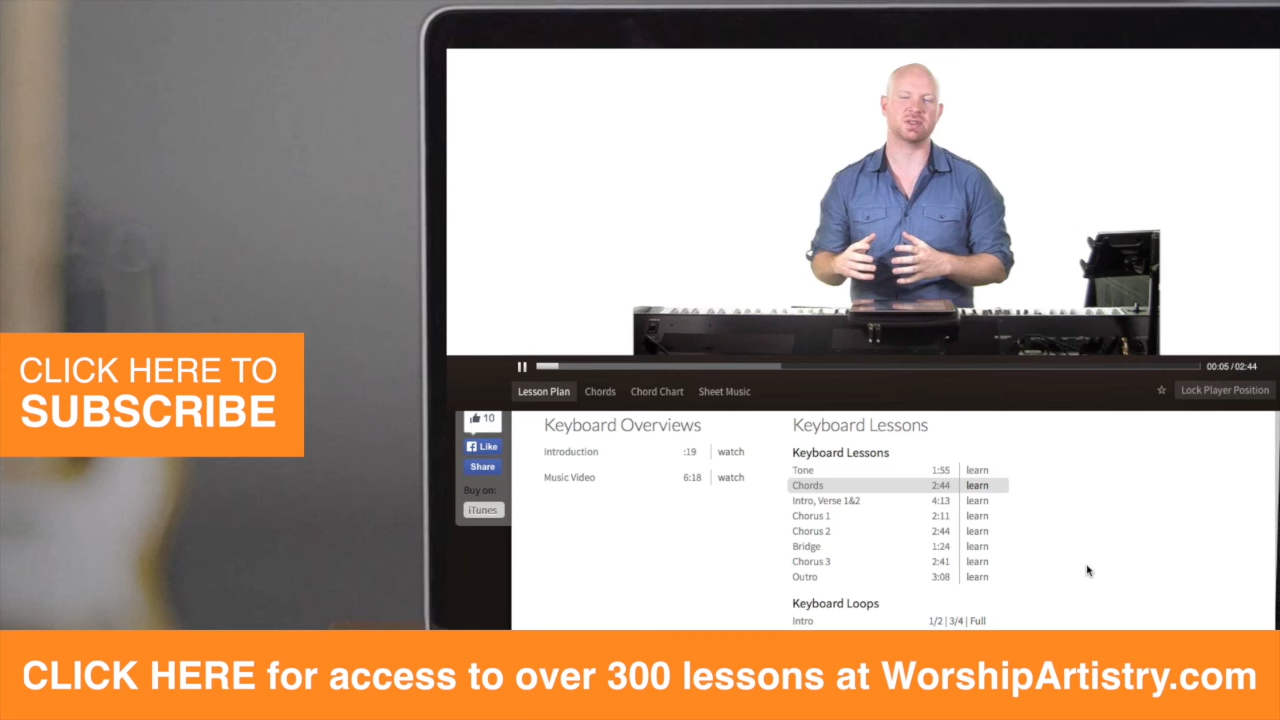 00:05 / 02:44
Lesson Plan Chords Chord Chart Sheet Music
☆ Lock Player Position
CLICK HERE TO
SUBSCRIBE
10
Like
Share
Buy on:
iTunes
Keyboard Overviews
Introduction :19 | watch
Music Video 6:18 | watch
Keyboard Lessons
Keyboard Lessons
Tone 1:55 learn
Chords 2:44 learn
Intro, Verse 1&2 4:13 learn
Chorus 1 2:11 learn
Chorus 2 2:44 learn
Bridge 1:24 learn
Chorus 3 2:41 learn
Outro 3:08 learn
Keyboard Loops
Intro 1/2 | 3/4 | Full
CLICK HERE for access to over 300 lessons at WorshipArtistry.com